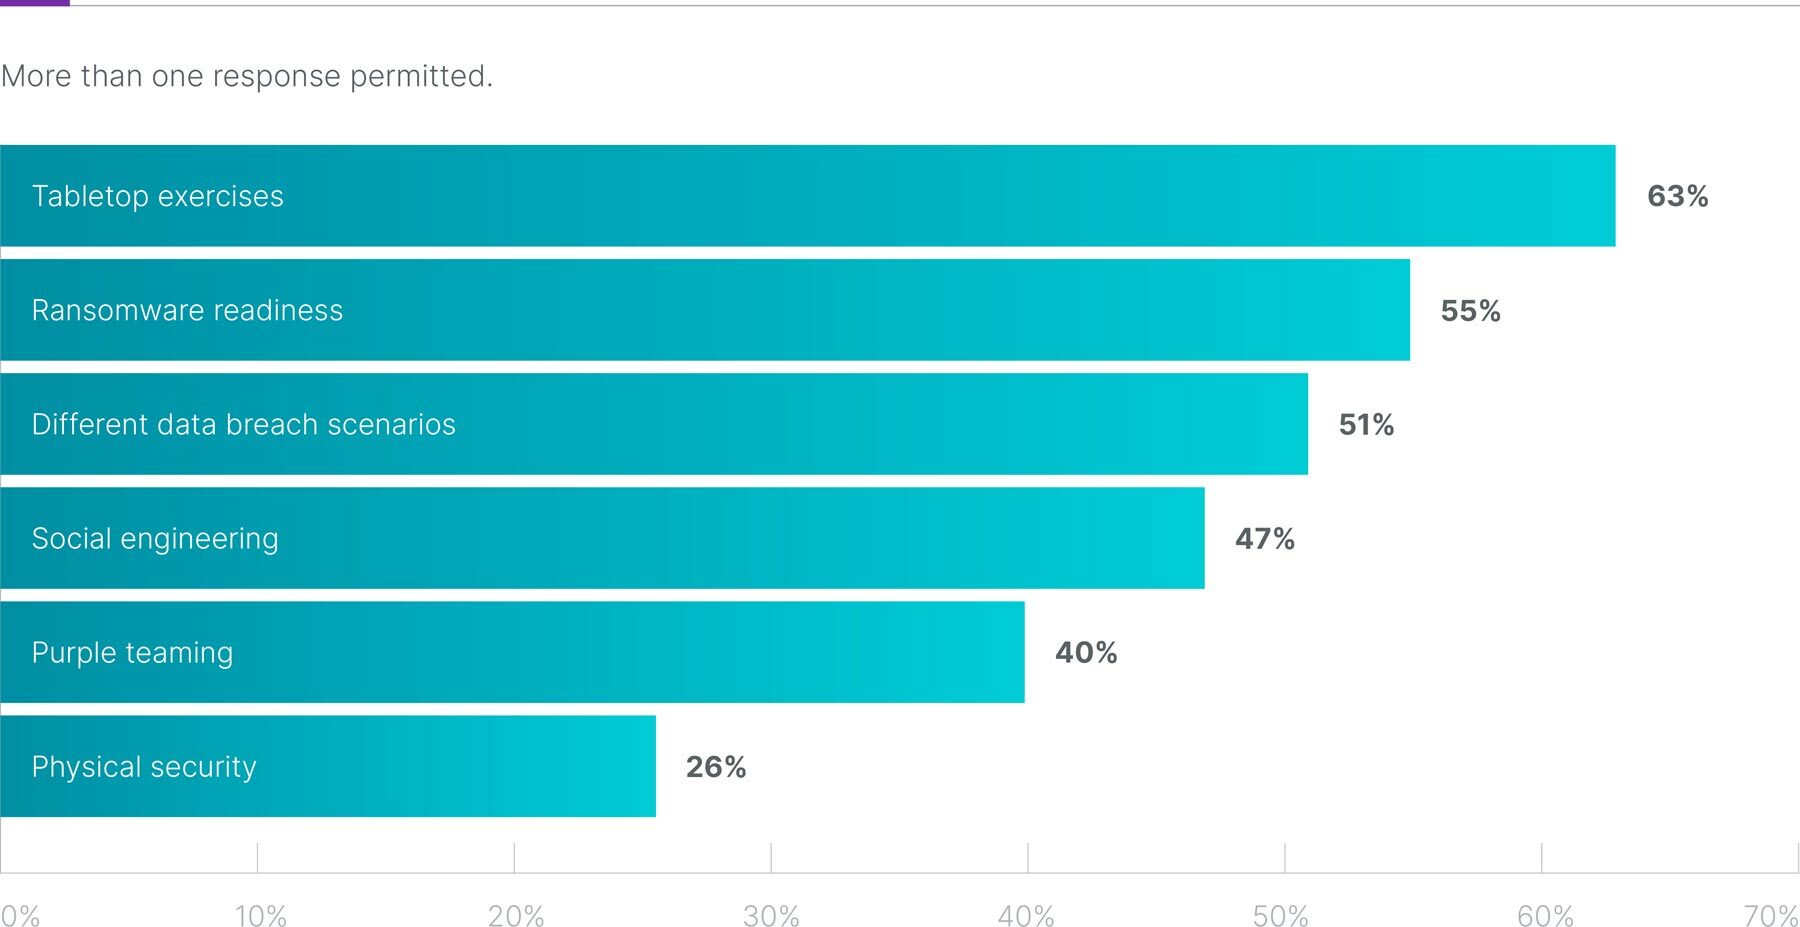 More than one response permitted.
Tabletop exercises 63%
Ransomware readiness 55%
Different data breach scenarios 51%
Social engineering 47%
Purple teaming 40%
Physical security 26%
0% 10% 20% 30% 40% 50% 60% 70%